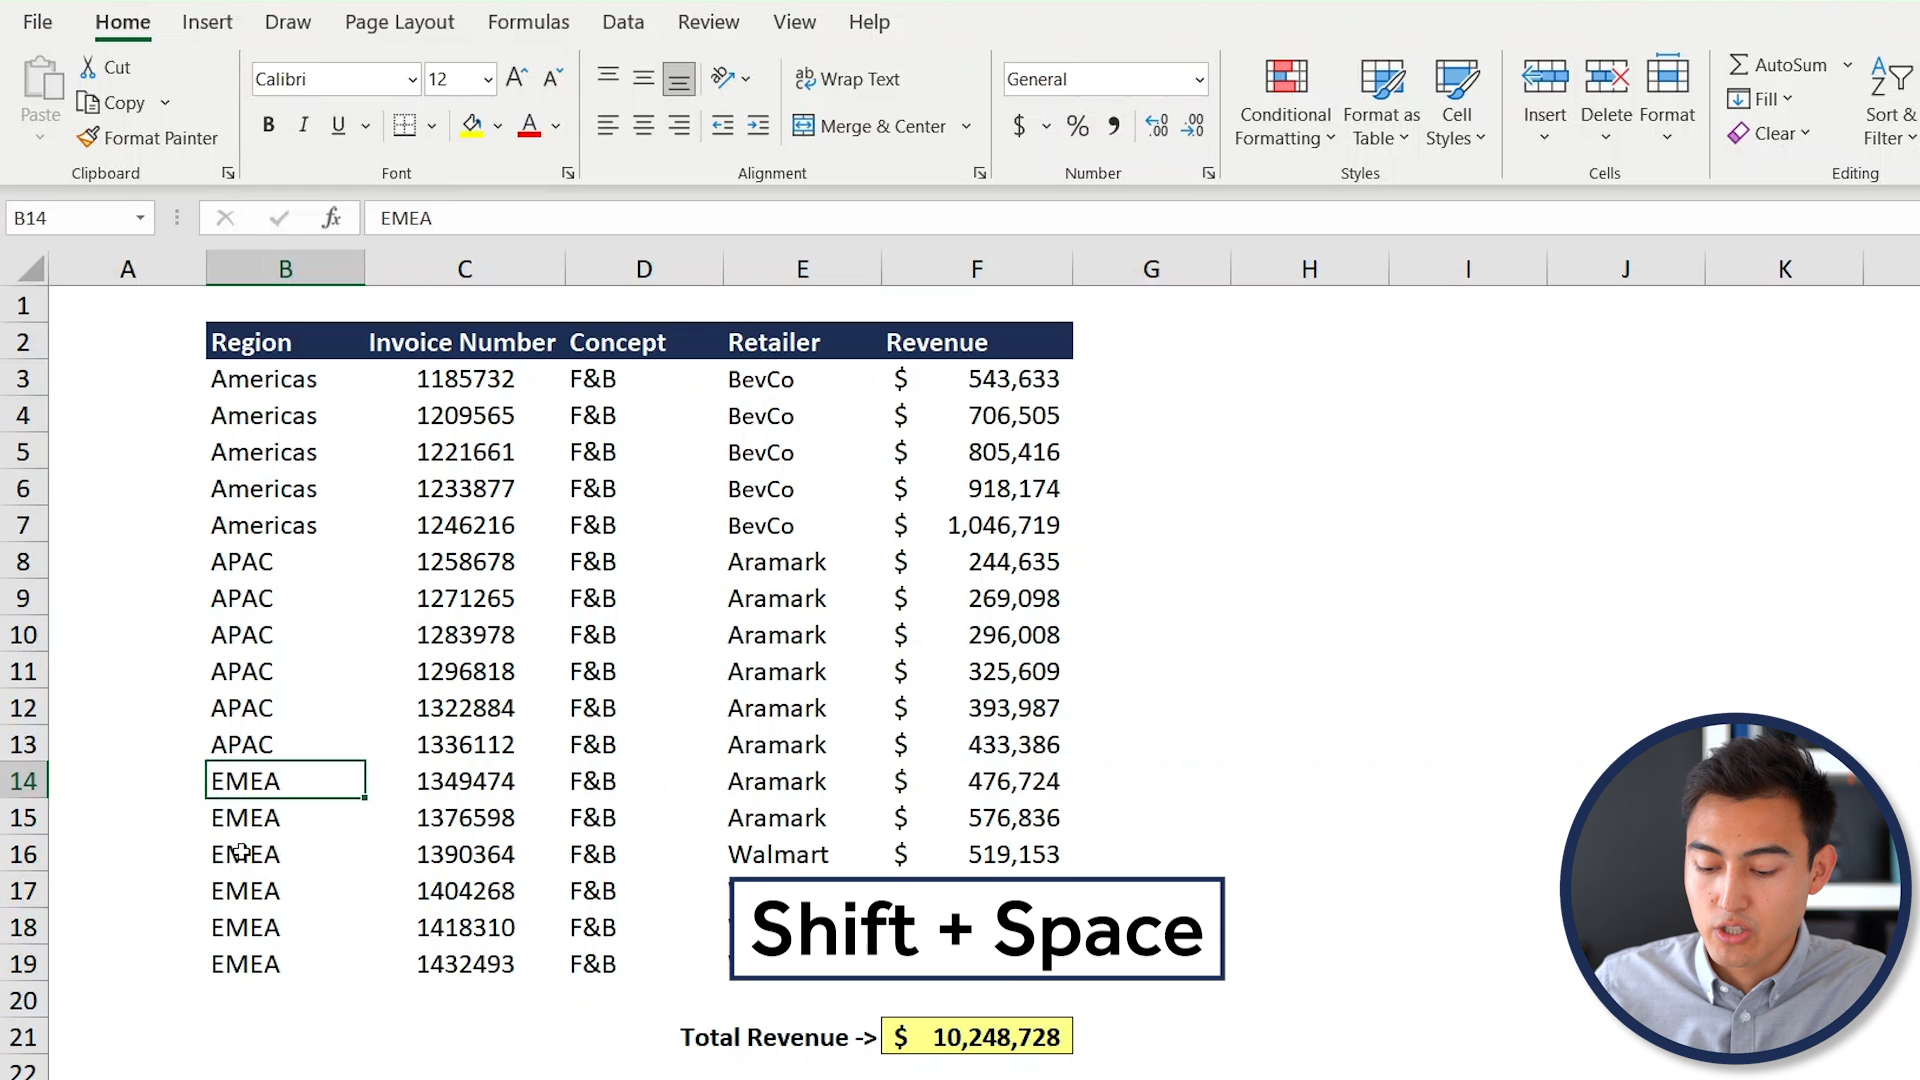 File Home Insert Draw Page Layout Formulas Data Review View Help
Paste
Cut
Copy
Format Painter
Clipboard
Calibri 12
B I U
Font
Wrap Text
Merge & Center
Alignment
General
$ %
Number
Conditional Formatting
Format as Table
Cell Styles
Styles
Insert Delete Format
Cells
AutoSum
Fill
Clear
Sort & Filter
Editing
B14 fx EMEA
A B C D E F G H I J K
1
2 Region Invoice Number Concept Retailer Revenue
3 Americas 1185732 F&B BevCo $ 543,633
4 Americas 1209565 F&B BevCo $ 706,505
5 Americas 1221661 F&B BevCo $ 805,416
6 Americas 1233877 F&B BevCo $ 918,174
7 Americas 1246216 F&B BevCo $ 1,046,719
8 APAC 1258678 F&B Aramark $ 244,635
9 APAC 1271265 F&B Aramark $ 269,098
10 APAC 1283978 F&B Aramark $ 296,008
11 APAC 1296818 F&B Aramark $ 325,609
12 APAC 1322884 F&B Aramark $ 393,987
13 APAC 1336112 F&B Aramark $ 433,386
14 EMEA 1349474 F&B Aramark $ 476,724
15 EMEA 1376598 F&B Aramark $ 576,836
16 EMEA 1390364 F&B Walmart $ 519,153
17 EMEA 1404268 F&B
18 EMEA 1418310 F&B
19 EMEA 1432493 F&B
Shift + Space
20
21 Total Revenue -> $ 10,248,728
22